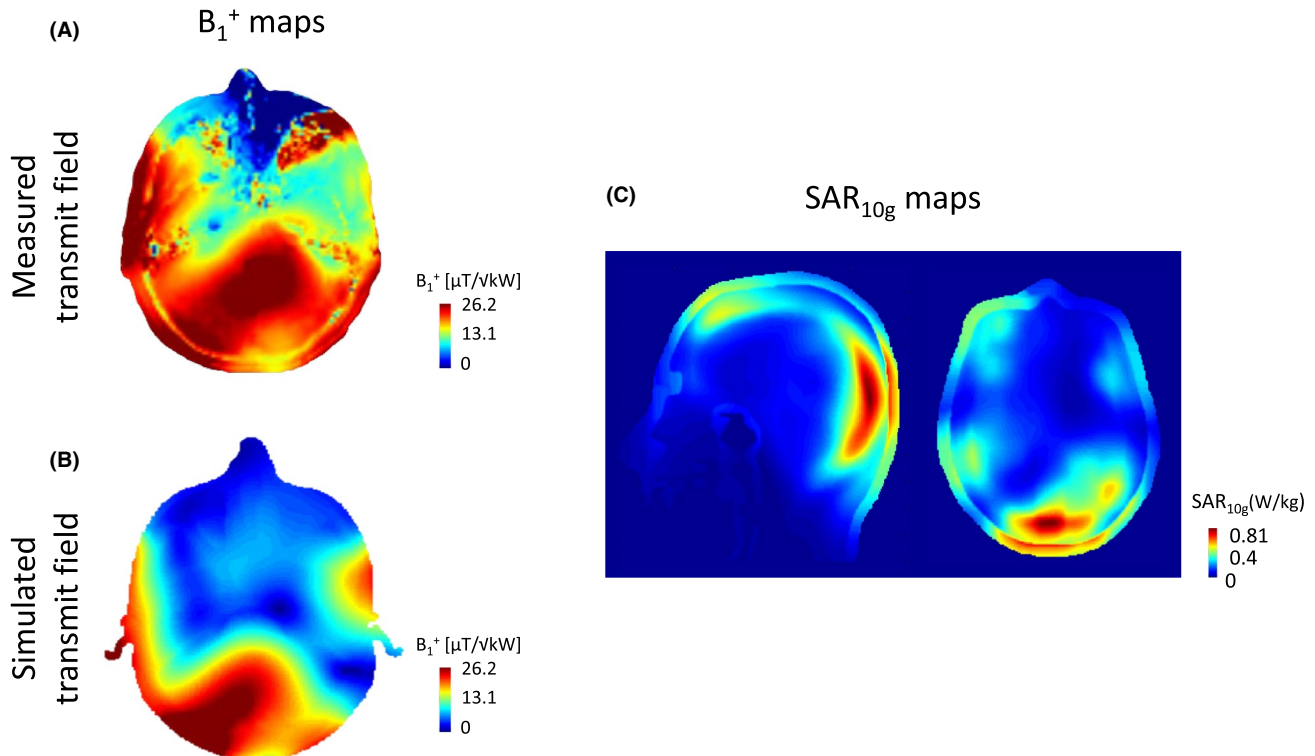 (A)
B₁⁺ maps
Measured
transmit field
B₁⁺ [µT/√kW]
26.2
13.1
0
(B)
Simulated
transmit field
B₁⁺ [µT/√kW]
26.2
13.1
0
(C)
SAR₁₀g maps
SAR₁₀g(W/kg)
0.81
0.4
0